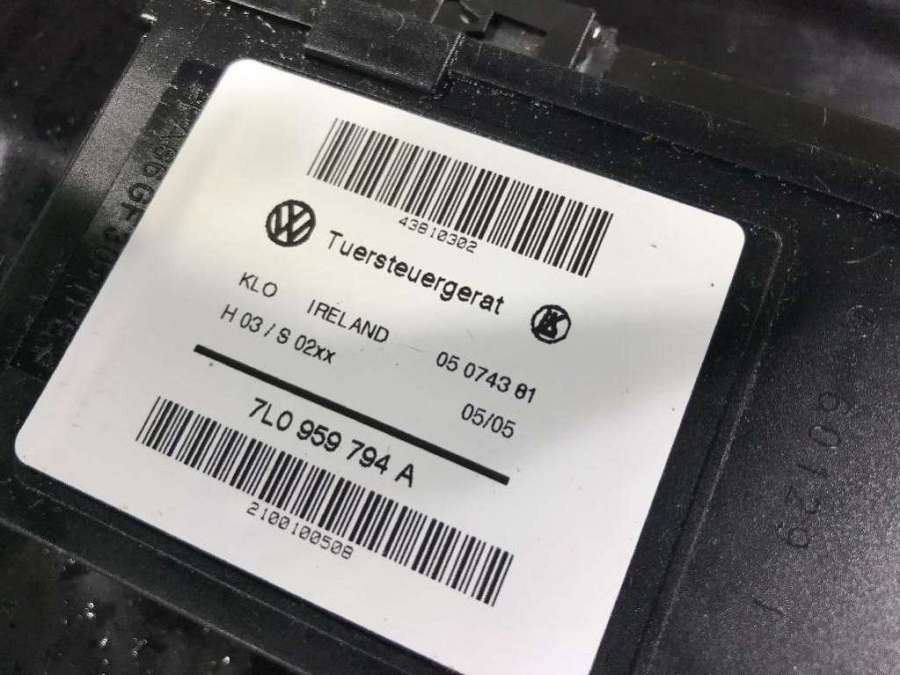 43810302
Tuersteuergerat
KLO IRELAND 05 0743 81
H 03 / S 02xx 05/05
7L0 959 794 A
2100100508